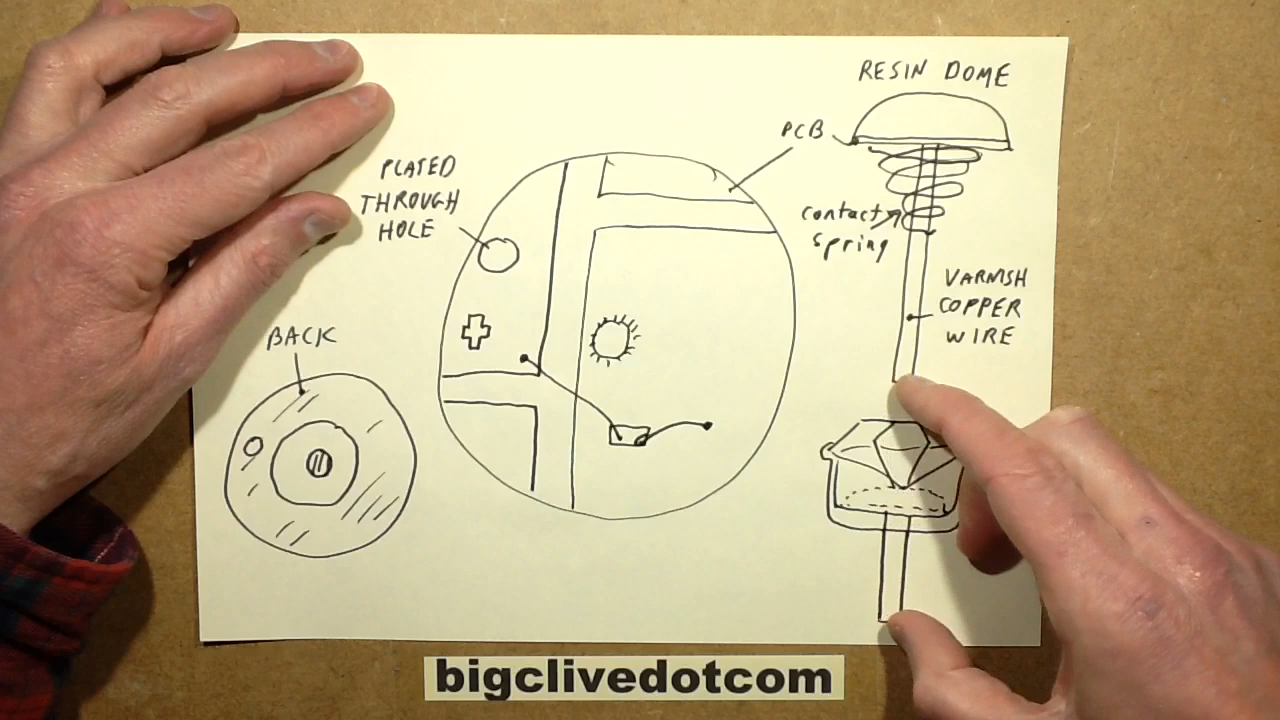 RESIN DOME
PCB
PLATED
THROUGH
HOLE
contact
spring
VARNISH
COPPER
WIRE
BACK
bigclivedotcom